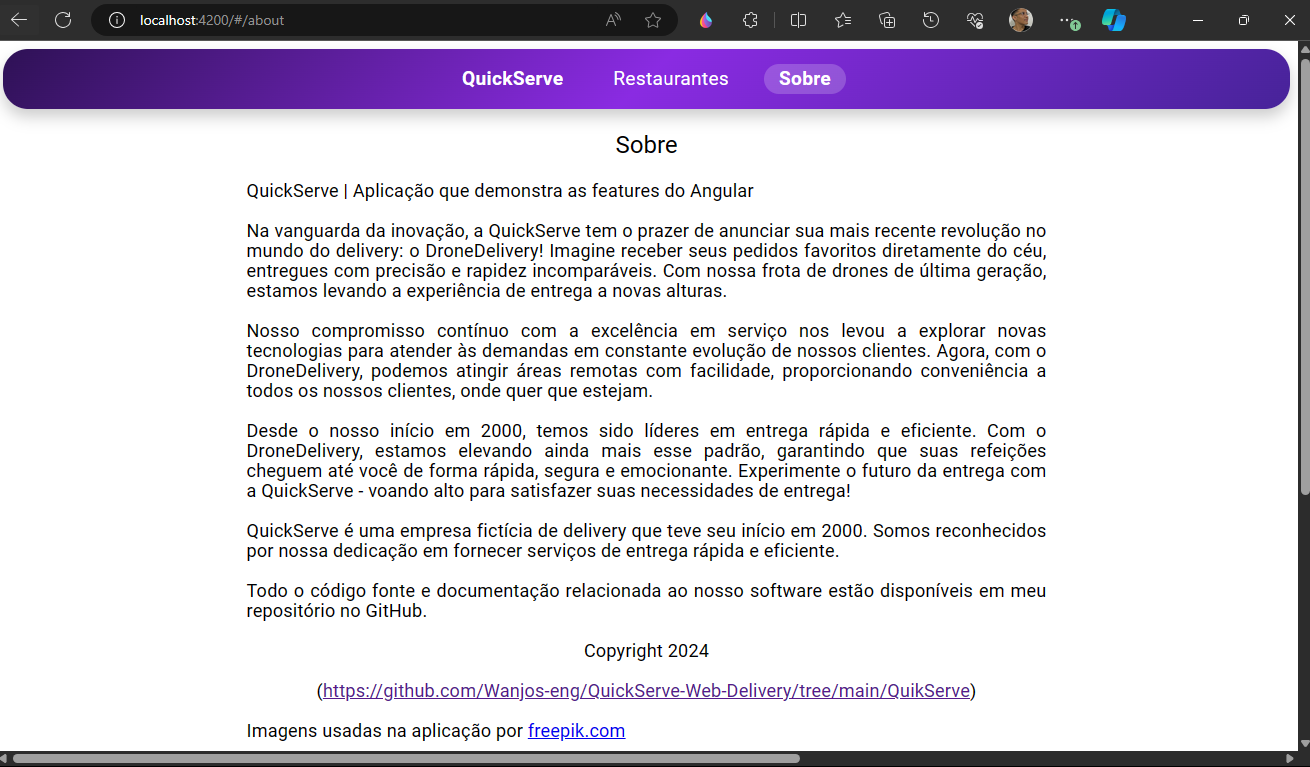 localhost:4200/#/about
QuickServe Restaurantes Sobre
Sobre
QuickServe | Aplicação que demonstra as features do Angular
Na vanguarda da inovação, a QuickServe tem o prazer de anunciar sua mais recente revolução no
mundo do delivery: o DroneDelivery! Imagine receber seus pedidos favoritos diretamente do céu,
entregues com precisão e rapidez incomparáveis. Com nossa frota de drones de última geração,
estamos levando a experiência de entrega a novas alturas.
Nosso compromisso contínuo com a excelência em serviço nos levou a explorar novas
tecnologias para atender às demandas em constante evolução de nossos clientes. Agora, com o
DroneDelivery, podemos atingir áreas remotas com facilidade, proporcionando conveniência a
todos os nossos clientes, onde quer que estejam.
Desde o nosso início em 2000, temos sido líderes em entrega rápida e eficiente. Com o
DroneDelivery, estamos elevando ainda mais esse padrão, garantindo que suas refeições
cheguem até você de forma rápida, segura e emocionante. Experimente o futuro da entrega com
a QuickServe - voando alto para satisfazer suas necessidades de entrega!
QuickServe é uma empresa fictícia de delivery que teve seu início em 2000. Somos reconhecidos
por nossa dedicação em fornecer serviços de entrega rápida e eficiente.
Todo o código fonte e documentação relacionada ao nosso software estão disponíveis em meu
repositório no GitHub.
Copyright 2024
(https://github.com/Wanjos-eng/QuickServe-Web-Delivery/tree/main/QuikServe)
Imagens usadas na aplicação por freepik.com